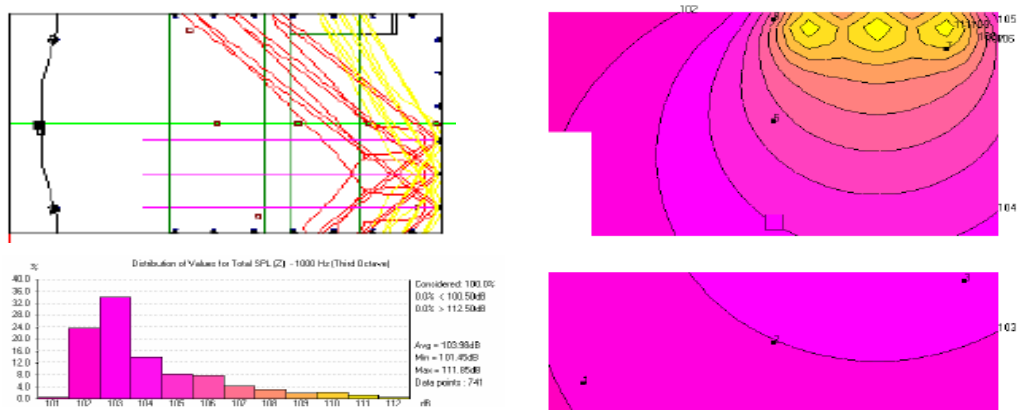 102
105
104
103
Distribution of Values for Total SPL (Z) - 1000 Hz (Third Octave)
%
40.0
36.0
32.0
28.0
24.0
20.0
16.0
12.0
8.0
4.0
0.0
101 102 103 104 105 106 107 108 109 110 111 112 dB
Considered: 100.0%
0.0% < 100.50dB
0.0% > 112.50dB
Avg = 103.98dB
Min = 101.45dB
Max = 111.85dB
Data points : 741